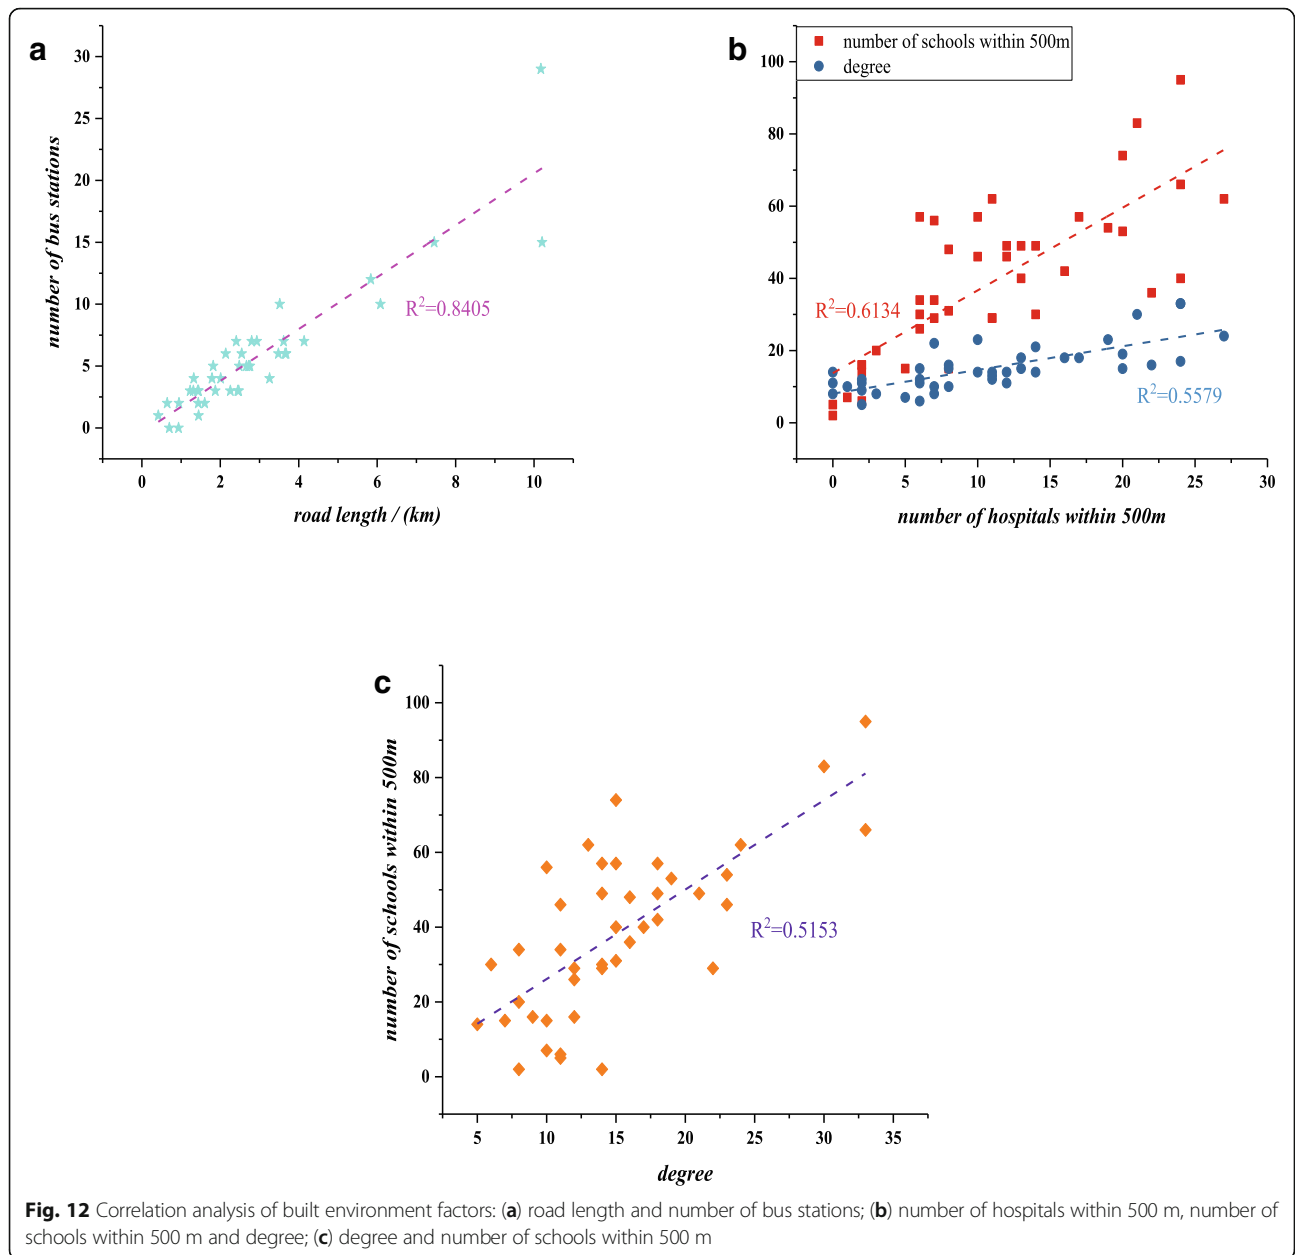 a
30
25
20
15
10
5
0
number of bus stations
R²=0.8405
0 2 4 6 8 10
road length / (km)
b
number of schools within 500m
degree
100
80
60
40
20
0
R²=0.6134
R²=0.5579
0 5 10 15 20 25 30
number of hospitals within 500m
c
100
80
60
40
20
0
number of schools within 500m
R²=0.5153
5 10 15 20 25 30 35
degree
Fig. 12 Correlation analysis of built environment factors: (a) road length and number of bus stations; (b) number of hospitals within 500 m, number of
schools within 500 m and degree; (c) degree and number of schools within 500 m